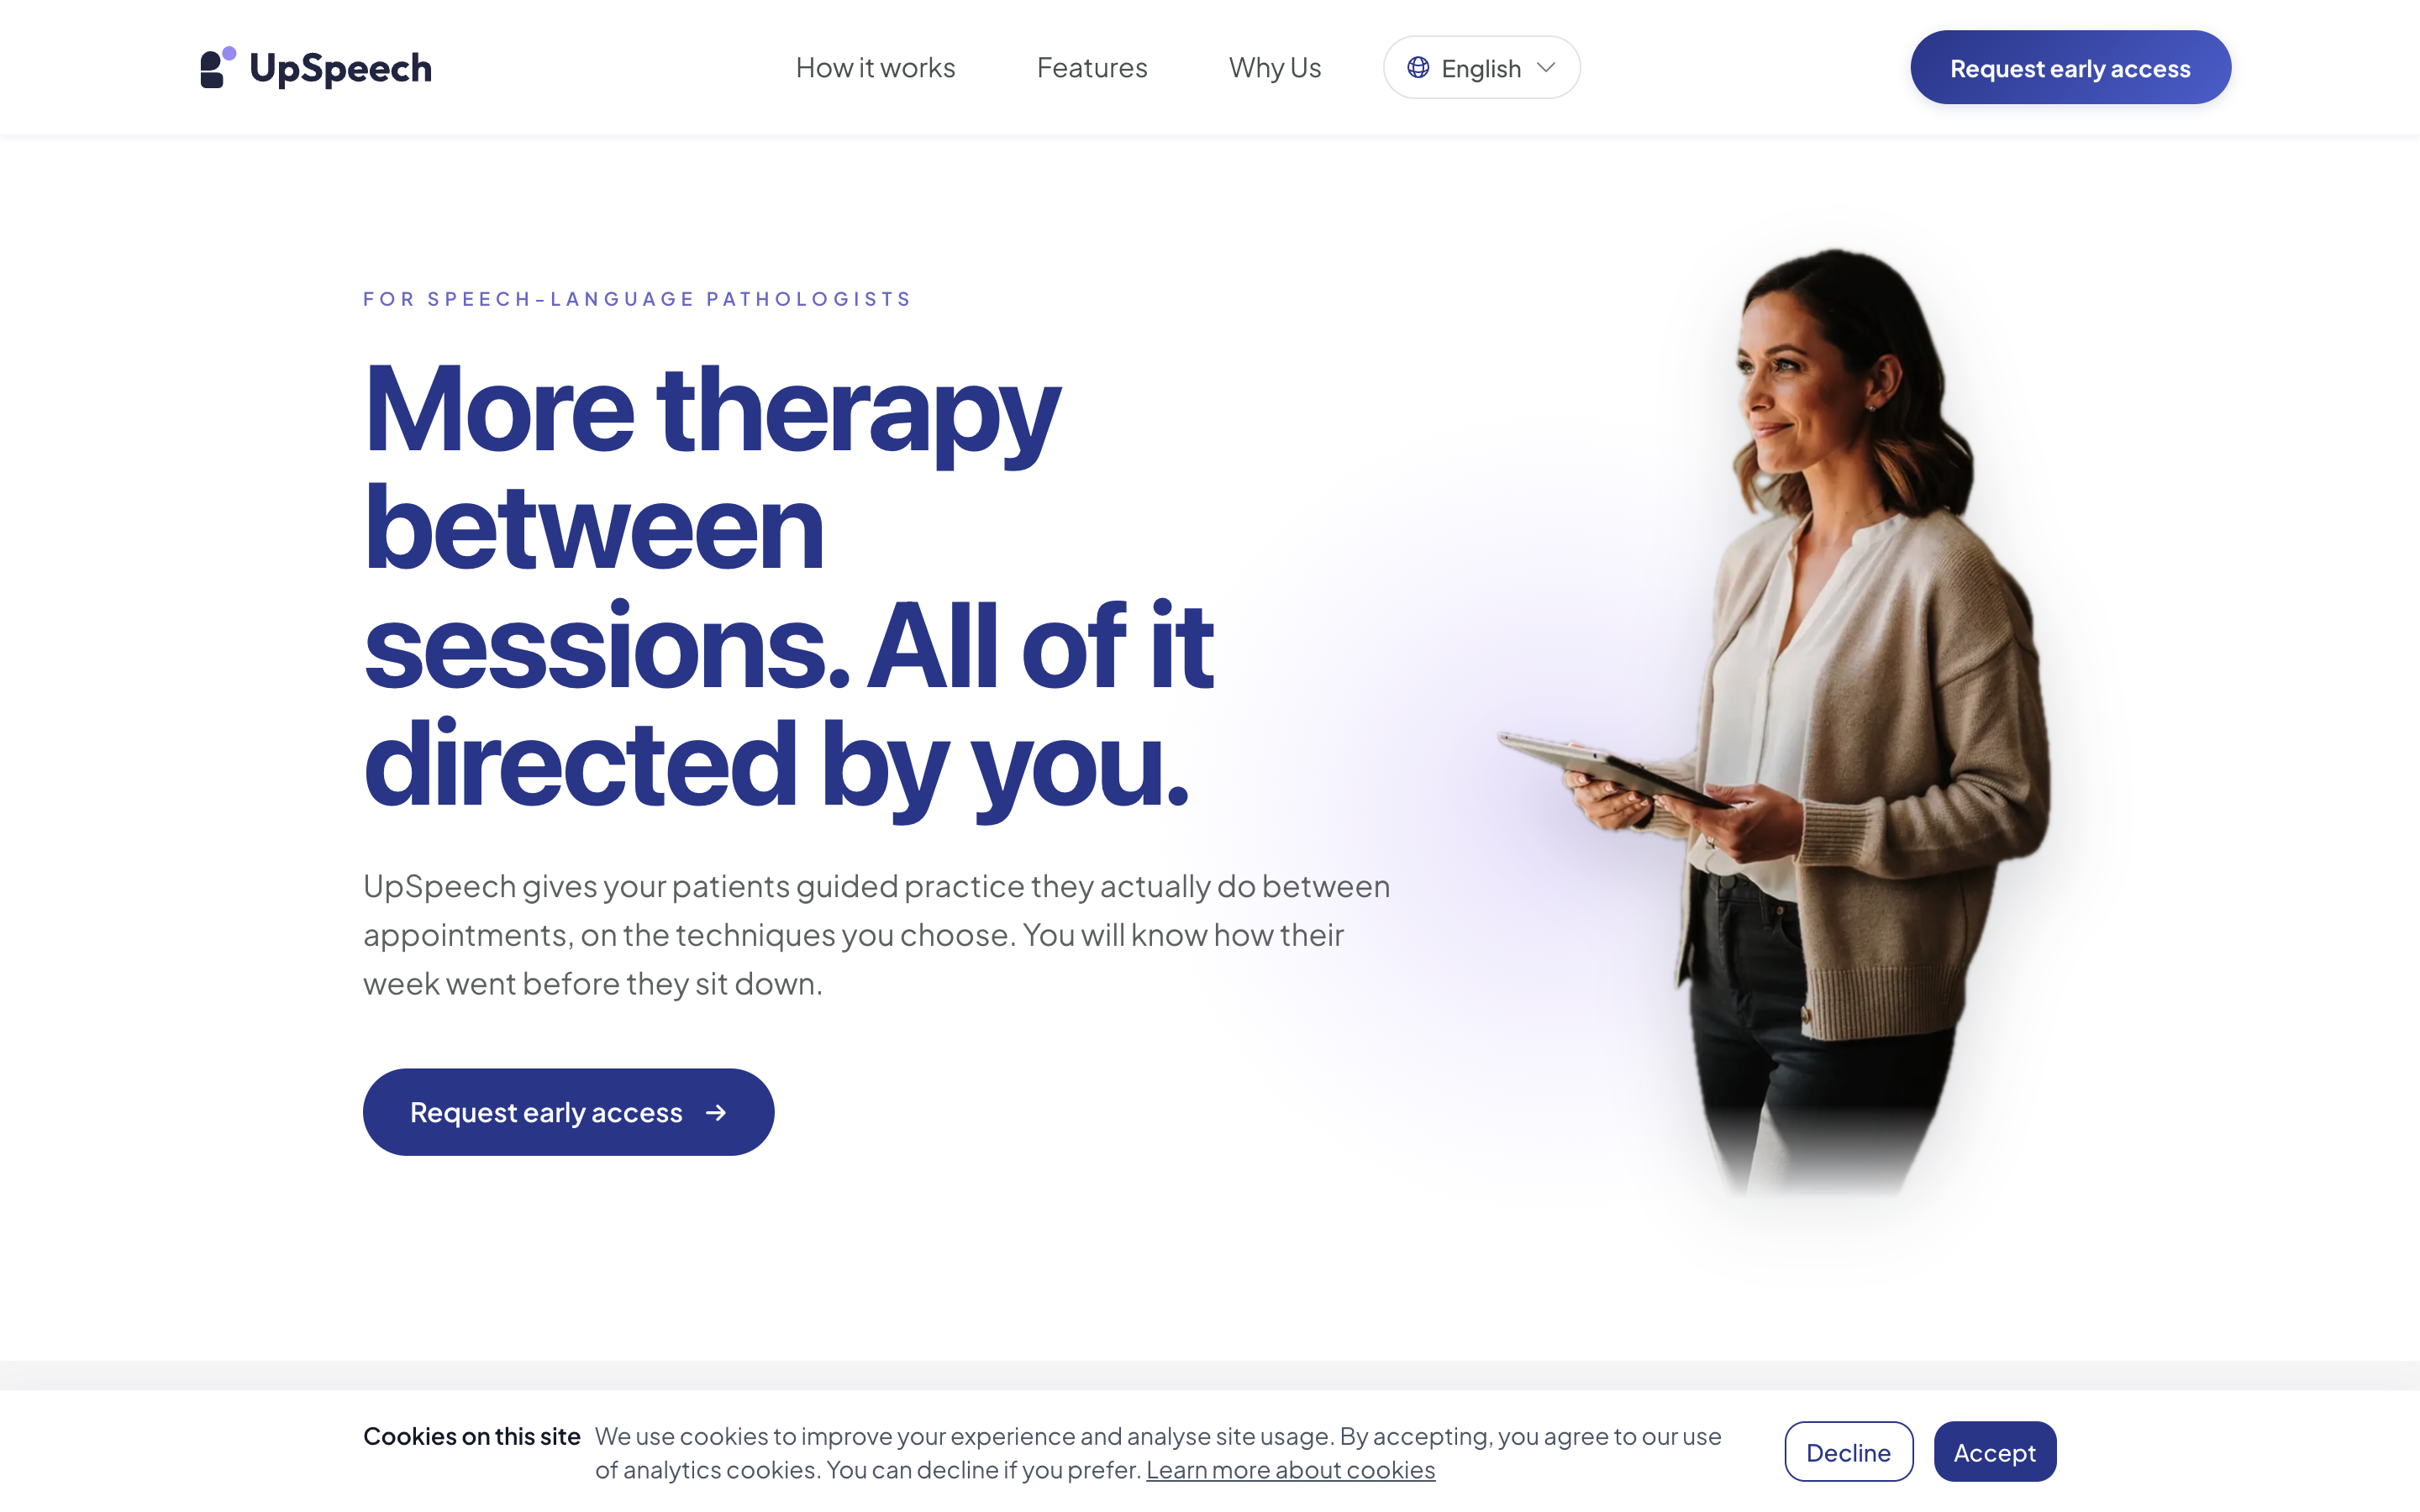 UpSpeech
How it works
Features
Why Us
English
Request early access
FOR SPEECH-LANGUAGE PATHOLOGISTS
More therapy
between
sessions. All of it
directed by you.
UpSpeech gives your patients guided practice they actually do between
appointments, on the techniques you choose. You will know how their
week went before they sit down.
Request early access →
Cookies on this site
We use cookies to improve your experience and analyse site usage. By accepting, you agree to our use
of analytics cookies. You can decline if you prefer. Learn more about cookies
Decline
Accept